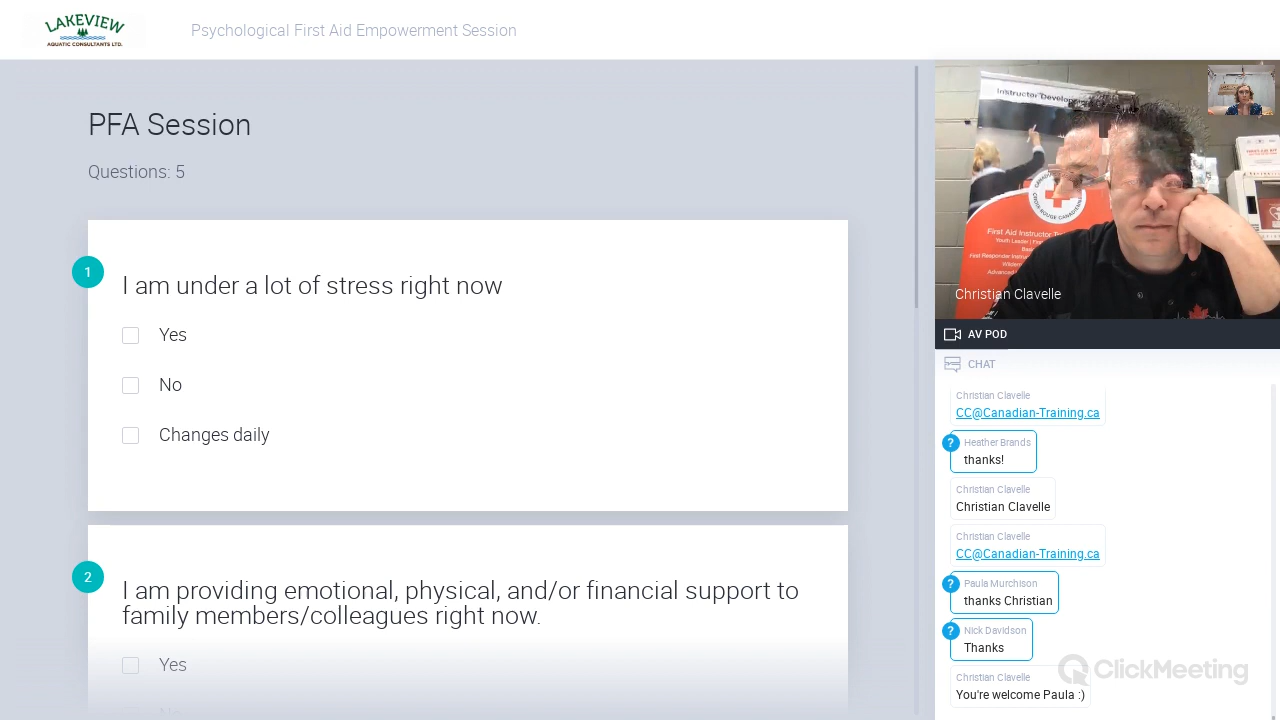 LAKEVIEW
AQUATIC CONSULTANTS LTD.
Psychological First Aid Empowerment Session
PFA Session
Questions: 5
1
I am under a lot of stress right now
Yes
No
Changes daily
2
I am providing emotional, physical, and/or financial support to
family members/colleagues right now.
Yes
No
Instructor
First Aid Instructor
Christian Clavelle
AV POD
CHAT
Christian Clavelle
CC@Canadian-Training.ca
?
Heather Brands
thanks!
Christian Clavelle
Christian Clavelle
Christian Clavelle
CC@Canadian-Training.ca
?
Paula Murchison
thanks Christian
?
Nick Davidson
Thanks
Christian Clavelle
You're welcome Paula :)
ClickMeeting